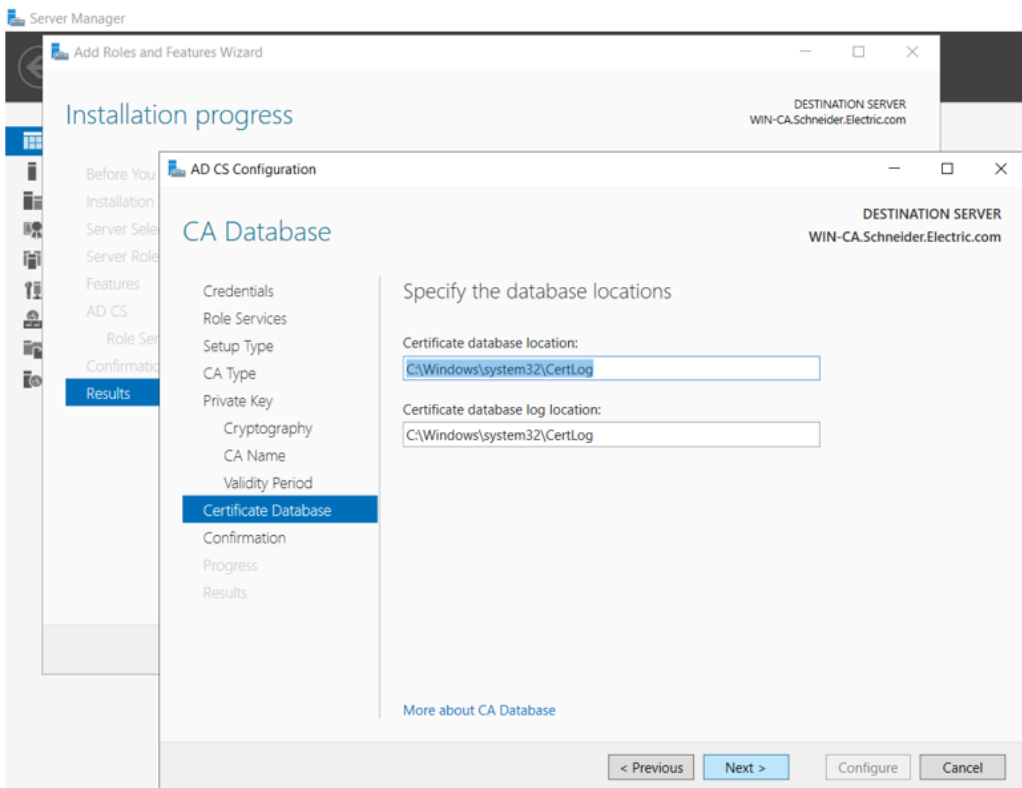 Server Manager
Add Roles and Features Wizard
Installation progress
DESTINATION SERVER
WIN-CA.Schneider.Electric.com
Before You
Installation
Server Sele
Server Role
Features
AD CS
Role Ser
Confirmatio
Results
AD CS Configuration
CA Database
DESTINATION SERVER
WIN-CA.Schneider.Electric.com
Credentials
Role Services
Setup Type
CA Type
Private Key
Cryptography
CA Name
Validity Period
Certificate Database
Confirmation
Progress
Results
Specify the database locations
Certificate database location:
C:\Windows\system32\CertLog
Certificate database log location:
C:\Windows\system32\CertLog
More about CA Database
< Previous
Next >
Configure
Cancel